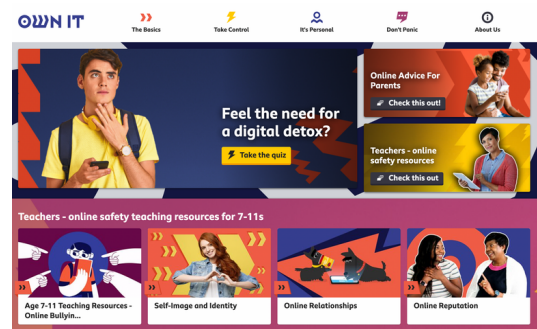 OWN IT
The Basics
Take Control
It's Personal
Don't Panic
About Us
Feel the need for
a digital detox?
Take the quiz
Online Advice For
Parents
Check this out!
Teachers - online
safety resources
Check this out
Teachers - online safety teaching resources for 7-11s
Age 7-11 Teaching Resources -
Online Bullyin...
Self-Image and Identity
Online Relationships
Online Reputation